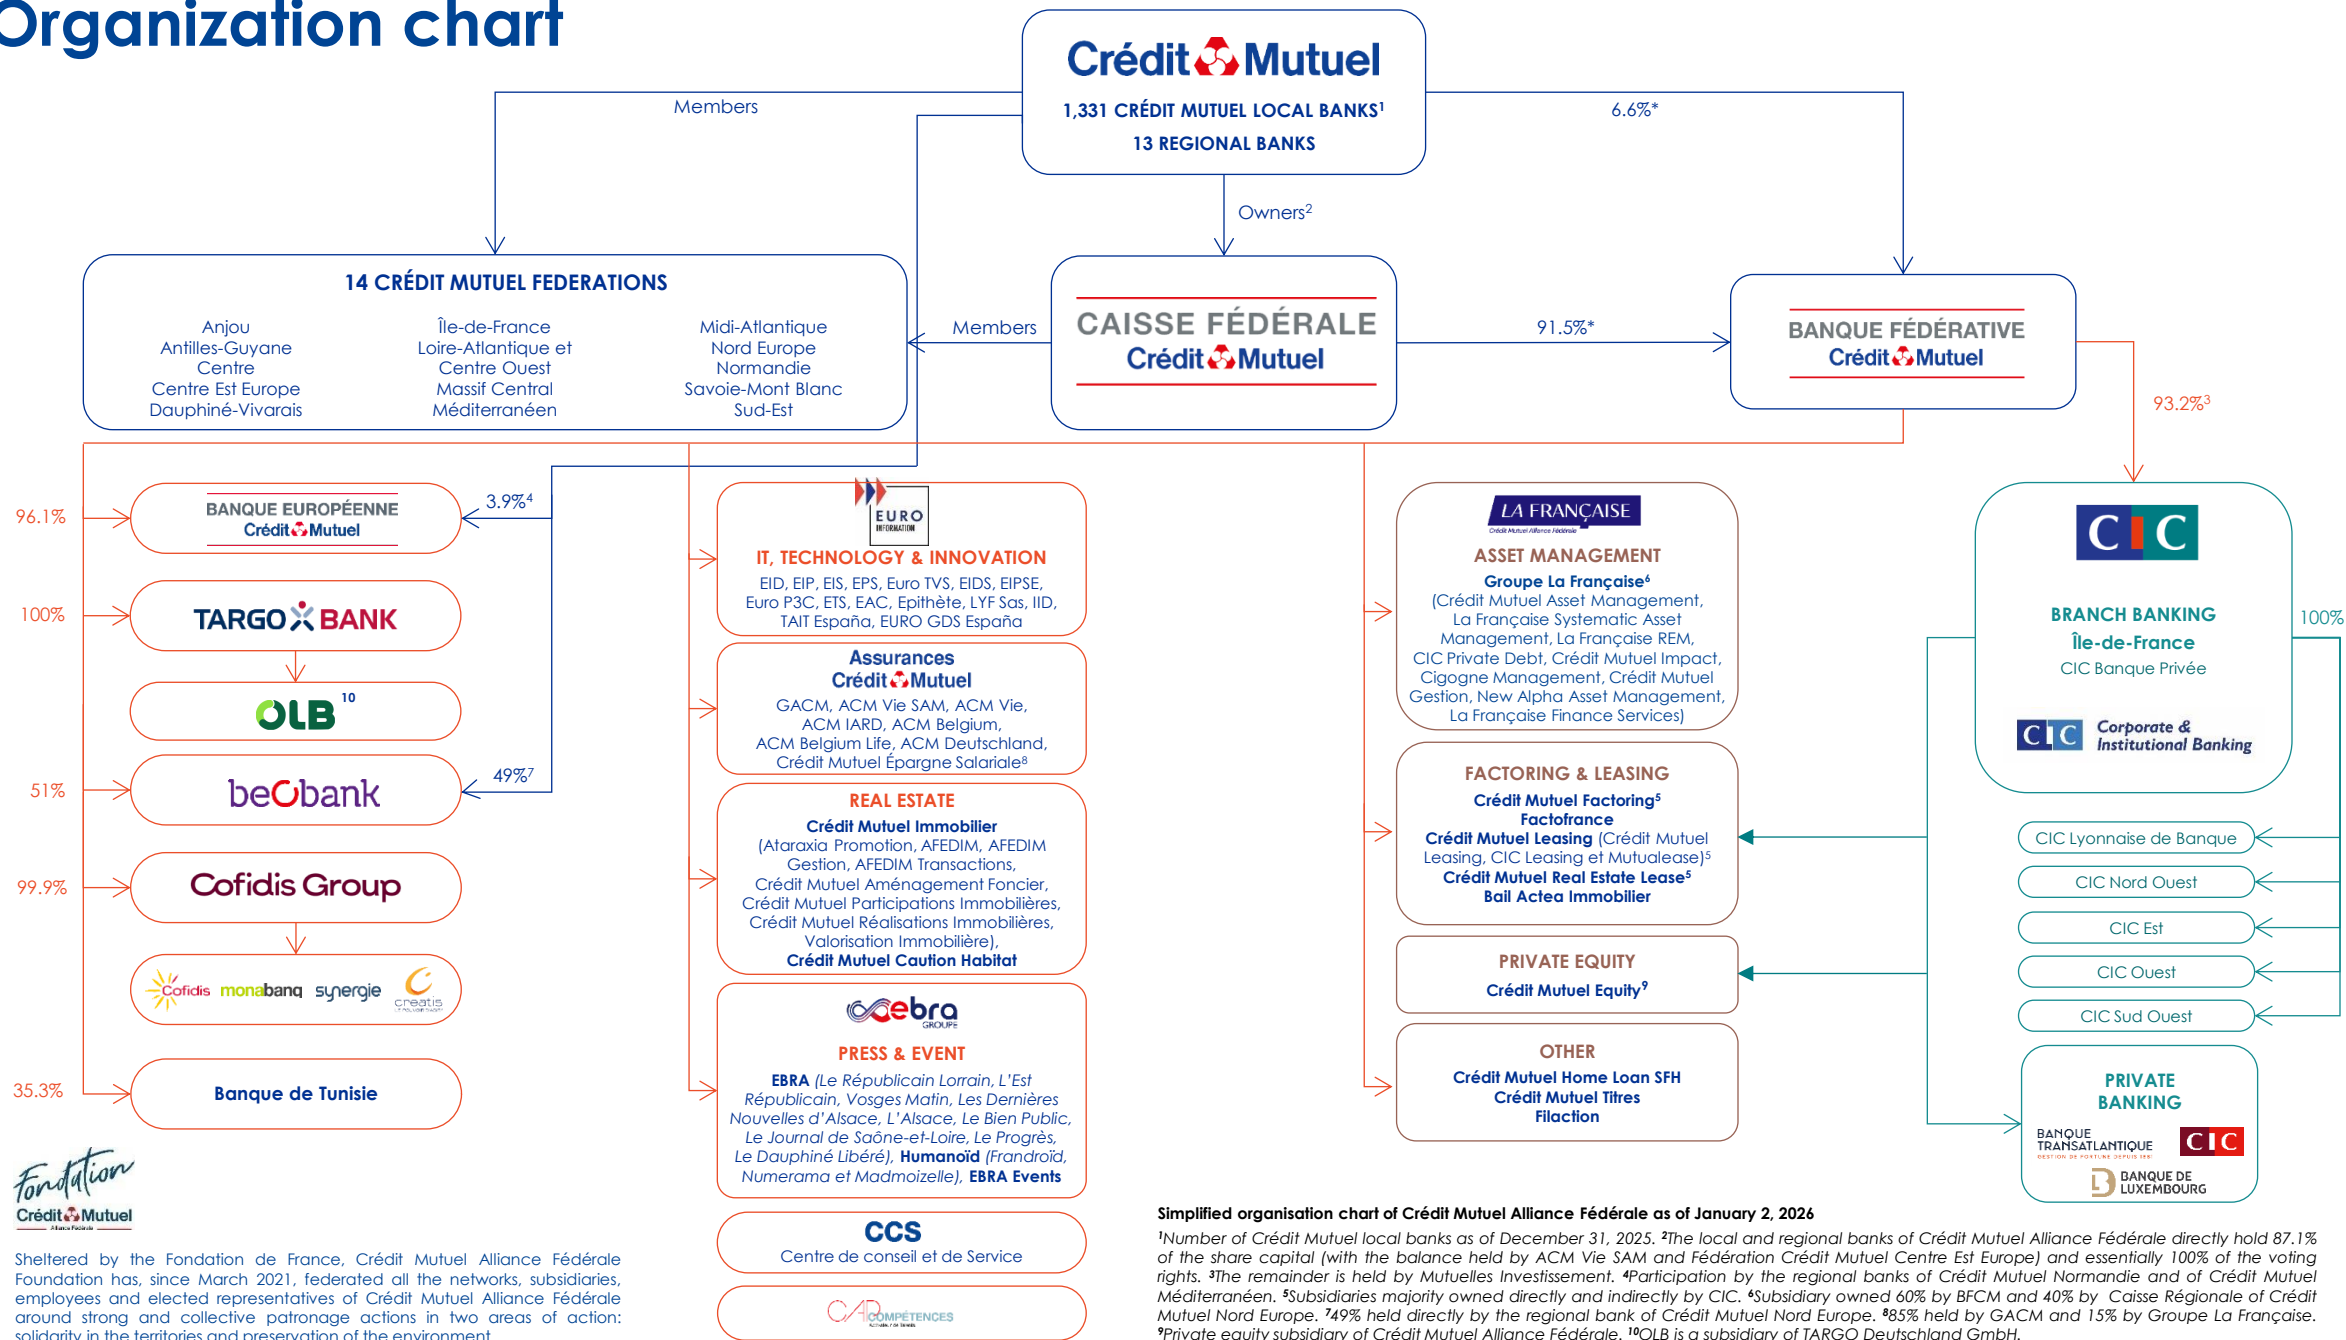 Organization chart
Crédit Mutuel
1,331 CRÉDIT MUTUEL LOCAL BANKS¹
13 REGIONAL BANKS
Members
6.6%*
Owners²
14 CRÉDIT MUTUEL FEDERATIONS
Anjou
Antilles-Guyane
Centre
Centre Est Europe
Dauphiné-Vivarais
Île-de-France
Loire-Atlantique et
Centre Ouest
Massif Central
Méditerranéen
Midi-Atlantique
Nord Europe
Normandie
Savoie-Mont Blanc
Sud-Est
Members
CAISSE FÉDÉRALE
Crédit Mutuel
91.5%*
BANQUE FÉDÉRATIVE
Crédit Mutuel
93.2%³
96.1%
BANQUE EUROPÉENNE
Crédit Mutuel
3.9%⁴
100%
TARGO BANK
OLB ¹⁰
51%
beobank
49%⁷
99.9%
Cofidis Group
Cofidis monabanq synergie creatis
35.3%
Banque de Tunisie
EURO
INFORMATION
IT, TECHNOLOGY & INNOVATION
EID, EIP, EIS, EPS, Euro TVS, EIDS, EIPSE,
Euro P3C, ETS, EAC, Epithète, LYF Sas, IID,
TAIT España, EURO GDS España
Assurances
Crédit Mutuel
GACM, ACM Vie SAM, ACM Vie,
ACM IARD, ACM Belgium,
ACM Belgium Life, ACM Deutschland,
Crédit Mutuel Épargne Salariale⁸
REAL ESTATE
Crédit Mutuel Immobilier
(Ataraxia Promotion, AFEDIM, AFEDIM
Gestion, AFEDIM Transactions,
Crédit Mutuel Aménagement Foncier,
Crédit Mutuel Participations Immobilières,
Crédit Mutuel Réalisations Immobilières,
Valorisation Immobilière),
Crédit Mutuel Caution Habitat
ebra
GROUPE
PRESS & EVENT
EBRA (Le Républicain Lorrain, L’Est
Républicain, Vosges Matin, Les Dernières
Nouvelles d’Alsace, L’Alsace, Le Bien Public,
Le Journal de Saône-et-Loire, Le Progrès,
Le Dauphiné Libéré), Humanoïd (Frandroïd,
Numerama et Madmoizelle), EBRA Events
CCS
Centre de conseil et de Service
CAP COMPÉTENCES
LA FRANÇAISE
Crédit Mutuel Alliance Fédérale
ASSET MANAGEMENT
Groupe La Française⁶
(Crédit Mutuel Asset Management,
La Française Systematic Asset
Management, La Française REM,
CIC Private Debt, Crédit Mutuel Impact,
Cigogne Management, Crédit Mutuel
Gestion, New Alpha Asset Management,
La Française Finance Services)
FACTORING & LEASING
Crédit Mutuel Factoring⁵
Factofrance
Crédit Mutuel Leasing (Crédit Mutuel
Leasing, CIC Leasing et Mutualease)⁵
Crédit Mutuel Real Estate Lease⁵
Bail Actea Immobilier
PRIVATE EQUITY
Crédit Mutuel Equity⁹
OTHER
Crédit Mutuel Home Loan SFH
Crédit Mutuel Titres
Filaction
CIC
BRANCH BANKING
Île-de-France
CIC Banque Privée
CIC Corporate &
Institutional Banking
100%
CIC Lyonnaise de Banque
CIC Nord Ouest
CIC Est
CIC Ouest
CIC Sud Ouest
PRIVATE
BANKING
BANQUE
TRANSATLANTIQUE
GESTION DE FORTUNE DEPUIS 1881
CIC
BANQUE DE
LUXEMBOURG
Fondation
Crédit Mutuel
Alliance Fédérale
Sheltered by the Fondation de France, Crédit Mutuel Alliance Fédérale
Foundation has, since March 2021, federated all the networks, subsidiaries,
employees and elected representatives of Crédit Mutuel Alliance Fédérale
around strong and collective patronage actions in two areas of action:
solidarity in the territories and preservation of the environment.
Simplified organisation chart of Crédit Mutuel Alliance Fédérale as of January 2, 2026
¹Number of Crédit Mutuel local banks as of December 31, 2025. ²The local and regional banks of Crédit Mutuel Alliance Fédérale directly hold 87.1%
of the share capital (with the balance held by ACM Vie SAM and Fédération Crédit Mutuel Centre Est Europe) and essentially 100% of the voting
rights. ³The remainder is held by Mutuelles Investissement. ⁴Participation by the regional banks of Crédit Mutuel Normandie and of Crédit Mutuel
Méditerranéen. ⁵Subsidiaries majority owned directly and indirectly by CIC. ⁶Subsidiary owned 60% by BFCM and 40% by Caisse Régionale of Crédit
Mutuel Nord Europe. ⁷49% held directly by the regional bank of Crédit Mutuel Nord Europe. ⁸85% held by GACM and 15% by Groupe La Française.
⁹Private equity subsidiary of Crédit Mutuel Alliance Fédérale. ¹⁰OLB is a subsidiary of TARGO Deutschland GmbH.